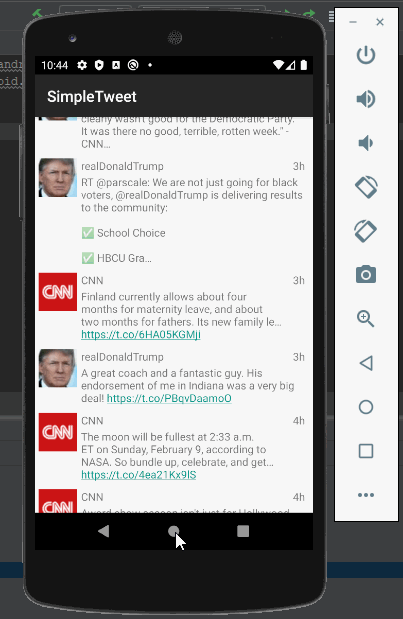 andr
oid.
10:44
SimpleTweet
clearly wasn't good for the Democratic Party.
It was there no good, terrible, rotten week." -
CNN…
realDonaldTrump 3h
RT @parscale: We are not just going for black
voters, @realDonaldTrump is delivering results
to the community:
✅ School Choice
✅ HBCU Gra…
CNN 3h
CNN
Finland currently allows about four
months for maternity leave, and about
two months for fathers. Its new family le…
https://t.co/6HA05KGMji
realDonaldTrump 3h
A great coach and a fantastic guy. His
endorsement of me in Indiana was a very big
deal! https://t.co/PBqvDaamoO
CNN 4h
CNN
The moon will be fullest at 2:33 a.m.
ET on Sunday, February 9, according to
NASA. So bundle up, celebrate, and get…
https://t.co/4ea21Kx9lS
CNN 4h
CNN
Award show season isn't just for Hollywood